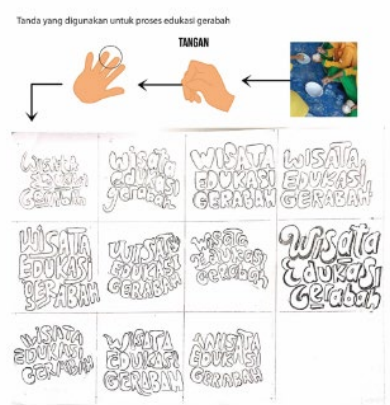 Tanda yang digunakan untuk proses edukasi gerabah
TANGAN
Wisata
edukasi
Gerabah
wisata
edukasi
gerabah
WISATA
EDUKASI
GERABAH
WISATA
EDUKASI
GERABAH
WISATA
EDUKASI
GERABAH
WISATA
EDUKASI
GERABAH
WISATA
Edukasi
Gerabah
Wisata
Edukasi
Gerabah
WISATA
EDUKASI
GERABAH
WISATA
EDUKASI
GERABAH
WISATA
EDUKASI
GERABAH